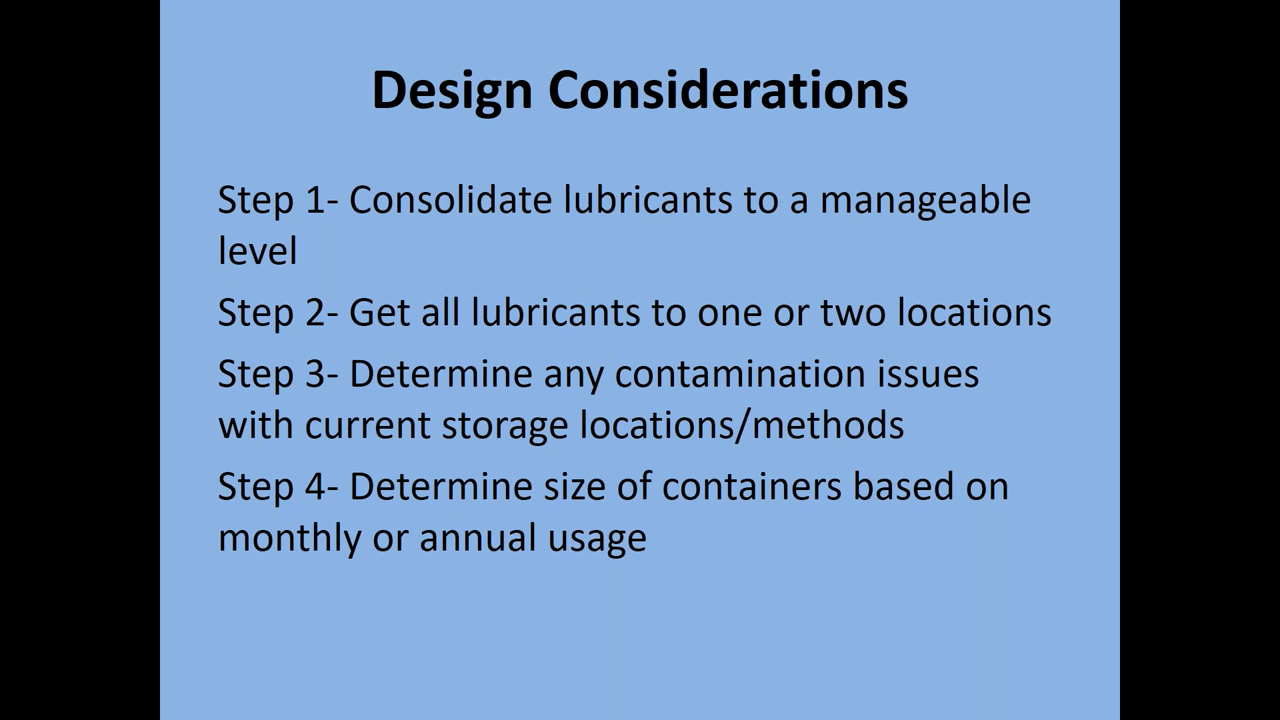 Design Considerations
Step 1- Consolidate lubricants to a manageable
level
Step 2- Get all lubricants to one or two locations
Step 3- Determine any contamination issues
with current storage locations/methods
Step 4- Determine size of containers based on
monthly or annual usage